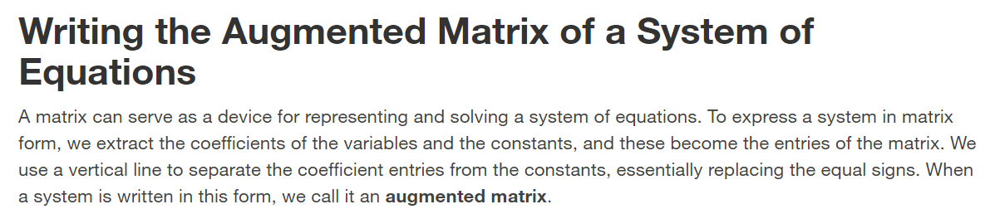 Writing the Augmented Matrix of a System of
Equations
A matrix can serve as a device for representing and solving a system of equations. To express a system in matrix
form, we extract the coefficients of the variables and the constants, and these become the entries of the matrix. We
use a vertical line to separate the coefficient entries from the constants, essentially replacing the equal signs. When
a system is written in this form, we call it an augmented matrix.